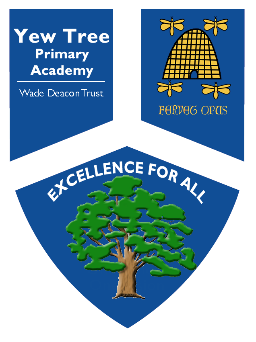 Yew Tree
Primary
Academy
Wade Deacon Trust
FERVET OPUS
EXCELLENCE FOR ALL